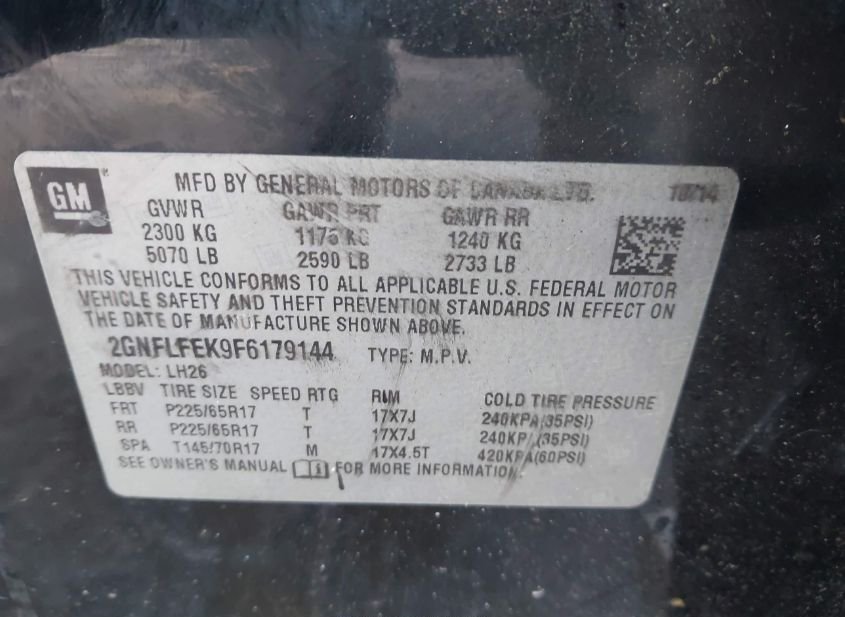 GM
MFD BY GENERAL MOTORS OF CANADA LTD. 10/14
GVWR GAWR FRT GAWR RR
2300 KG 1175 KG 1240 KG
5070 LB 2590 LB 2733 LB
THIS VEHICLE CONFORMS TO ALL APPLICABLE U.S. FEDERAL MOTOR
VEHICLE SAFETY AND THEFT PREVENTION STANDARDS IN EFFECT ON
THE DATE OF MANUFACTURE SHOWN ABOVE.
2GNFLFEK9F6179144 TYPE: M.P.V.
MODEL: LH26
LBBV TIRE SIZE SPEED RTG RIM COLD TIRE PRESSURE
FRT P225/65R17 T 17X7J 240KPA(35PSI)
RR P225/65R17 T 17X7J 240KPA(35PSI)
SPA T145/70R17 M 17X4.5T 420KPA(60PSI)
SEE OWNER'S MANUAL FOR MORE INFORMATION.